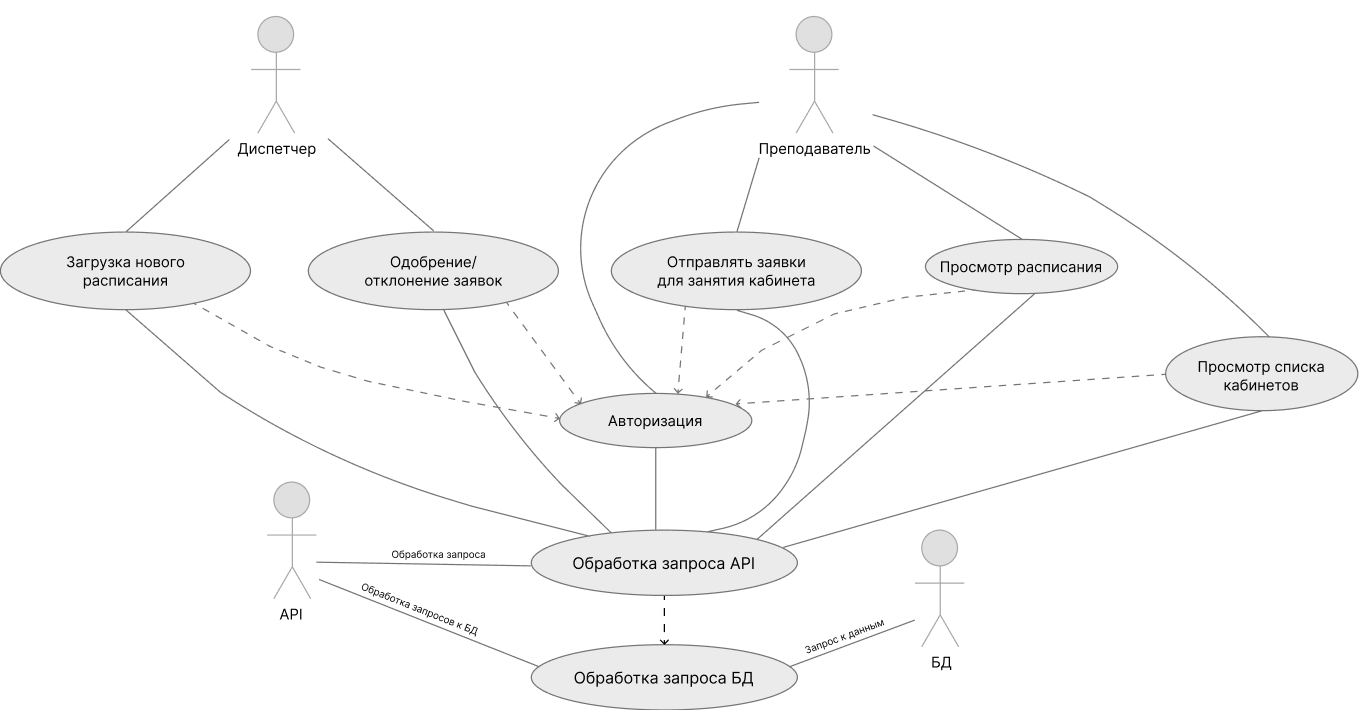 Диспетчер
Преподаватель
Загрузка нового
расписания
Одобрение/
отклонение заявок
Отправлять заявки
для занятия кабинета
Просмотр расписания
Просмотр списка
кабинетов
Авторизация
Обработка запроса
Обработка запроса API
API
Обработка запросов к БД
Запрос к данным
БД
Обработка запроса БД